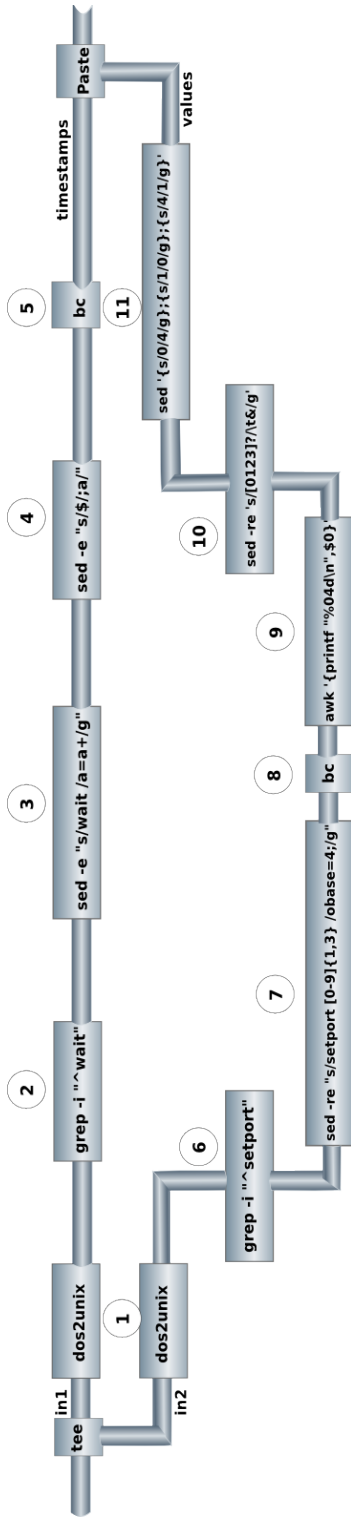 tee
in1
in2
dos2unix
1
dos2unix
2
grep -i "^wait"
3
sed -e "s/wait /a=a+/g"
4
sed -e "s/$/;a/"
5
bc
timestamps
6
grep -i "^setport"
7
sed -re "s/setport [0-9]{1,3} /obase=4;/g"
8
bc
9
awk '{printf "%04d\n",$0}'
10
sed -re 's/[0123]?/\t&/g'
11
sed '{s/0/4/g};{s/1/0/g};{s/4/1/g}'
values
Paste